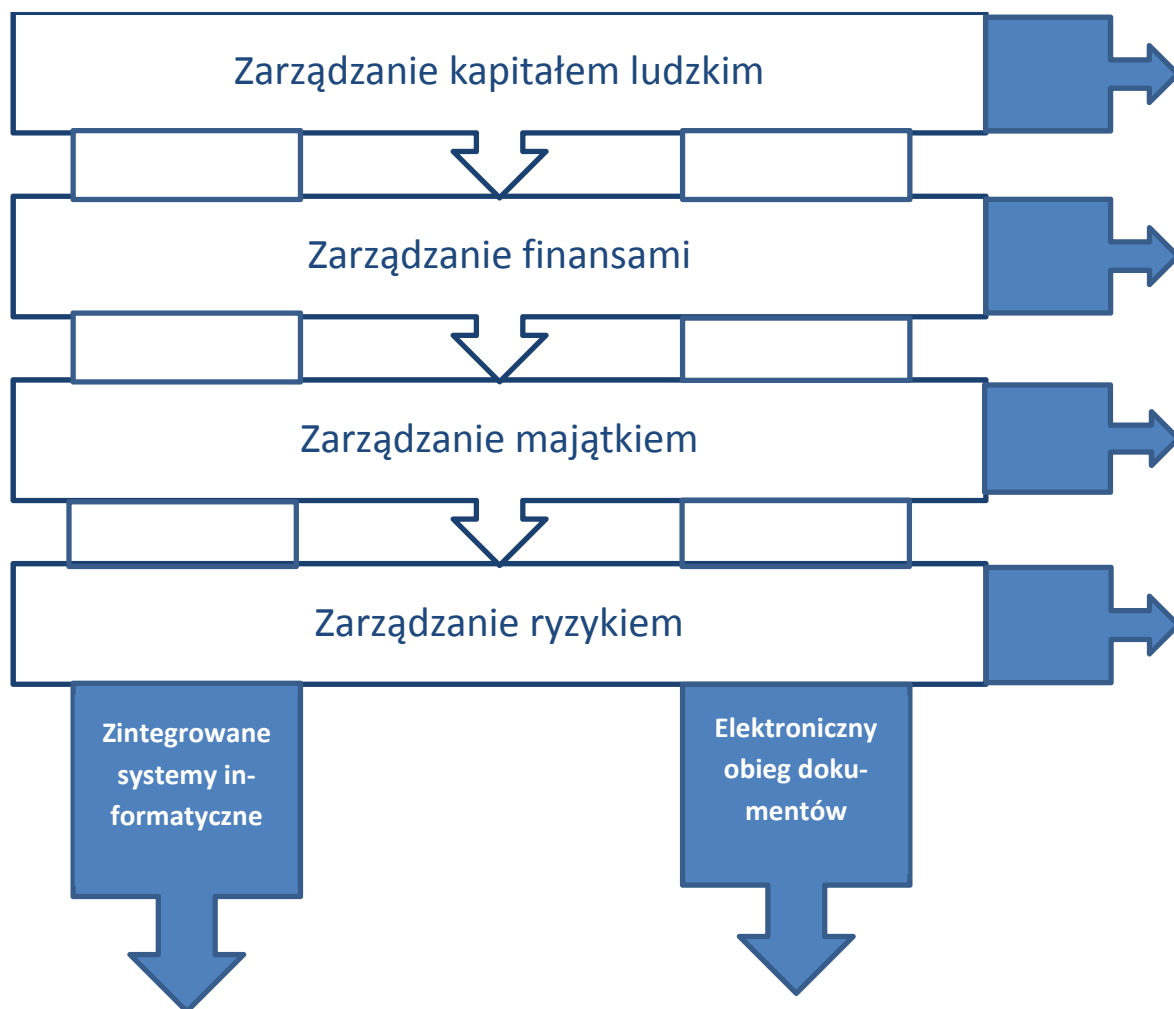 Zarządzanie kapitałem ludzkim
Zarządzanie finansami
Zarządzanie majątkiem
Zarządzanie ryzykiem
Zintegrowane
systemy in-
formatyczne
Elektroniczny
obieg doku-
mentów